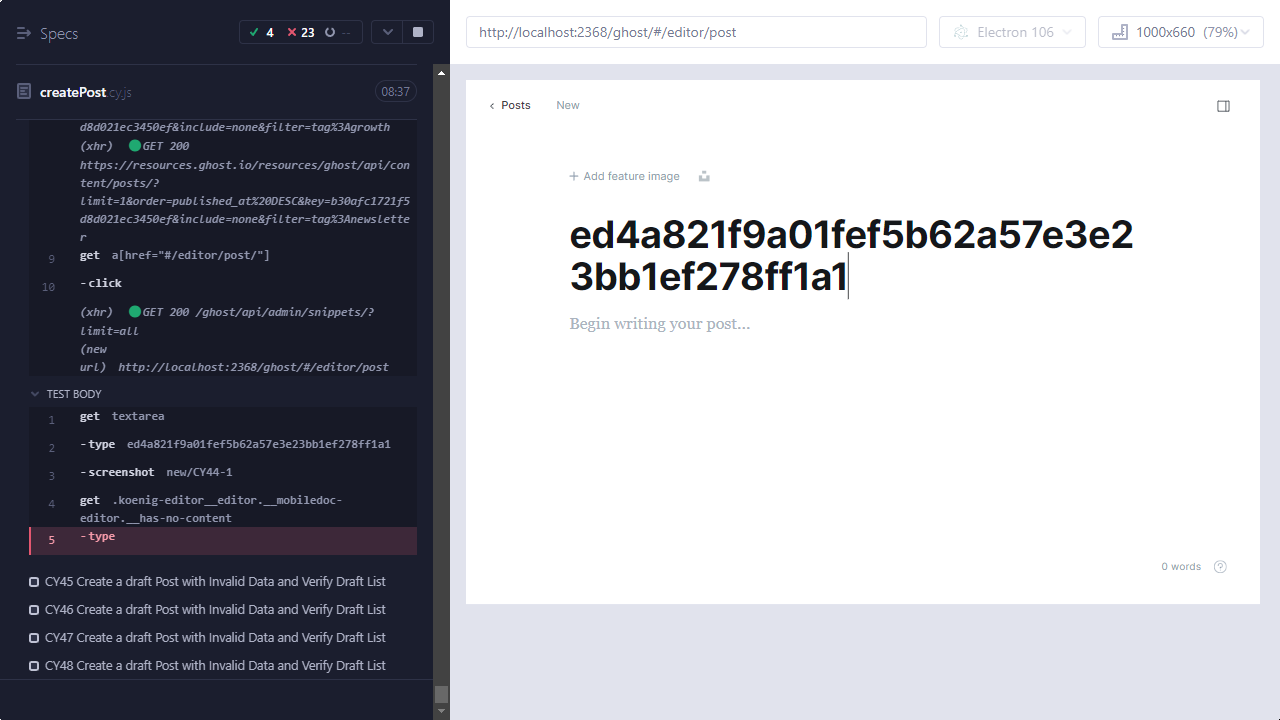 Specs
4
23
--
http://localhost:2368/ghost/#/editor/post
Electron 106
1000x660 (79%)
createPost.cy.js
08:37
d8d021ec3450ef&include=none&filter=tag%3Agrowth
(xhr) GET 200
https://resources.ghost.io/resources/ghost/api/con
tent/posts/?
limit=1&order=published_at%20DESC&key=b30afc1721f5
d8d021ec3450ef&include=none&filter=tag%3Anewslette
r
9 get a[href="#/editor/post/"]
10 -click
(xhr) GET 200 /ghost/api/admin/snippets/?
limit=all
(new
url) http://localhost:2368/ghost/#/editor/post
TEST BODY
1 get textarea
2 -type ed4a821f9a01fef5b62a57e3e23bb1ef278ff1a1
3 -screenshot new/CY44-1
4 get .koenig-editor__editor.__mobiledoc-
editor.__has-no-content
5 -type
CY45 Create a draft Post with Invalid Data and Verify Draft List
CY46 Create a draft Post with Invalid Data and Verify Draft List
CY47 Create a draft Post with Invalid Data and Verify Draft List
CY48 Create a draft Post with Invalid Data and Verify Draft List
Posts
New
Add feature image
ed4a821f9a01fef5b62a57e3e2
3bb1ef278ff1a1
Begin writing your post...
0 words
?